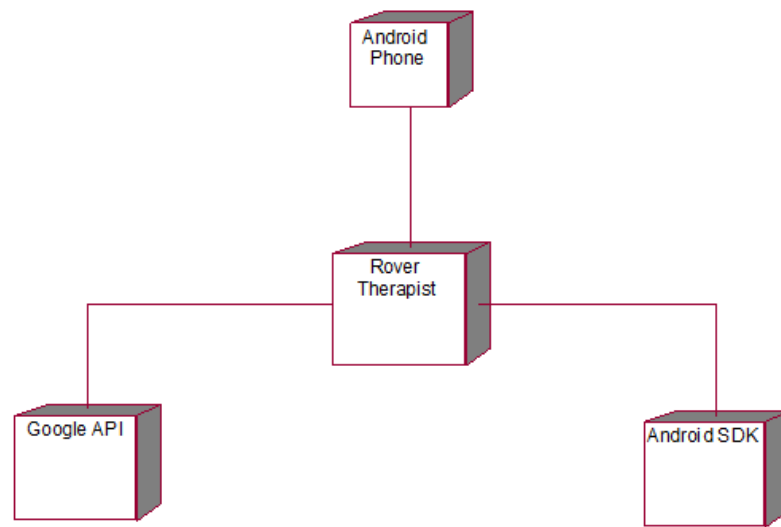 Android
Phone
Rover
Therapist
Google API
Android SDK